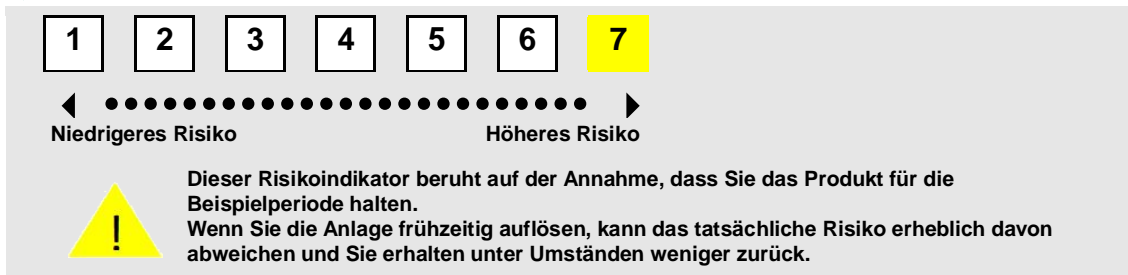 1 2 3 4 5 6 7
Niedrigeres Risiko Höheres Risiko
Dieser Risikoindikator beruht auf der Annahme, dass Sie das Produkt für die
Beispielperiode halten.
Wenn Sie die Anlage frühzeitig auflösen, kann das tatsächliche Risiko erheblich davon
abweichen und Sie erhalten unter Umständen weniger zurück.
!